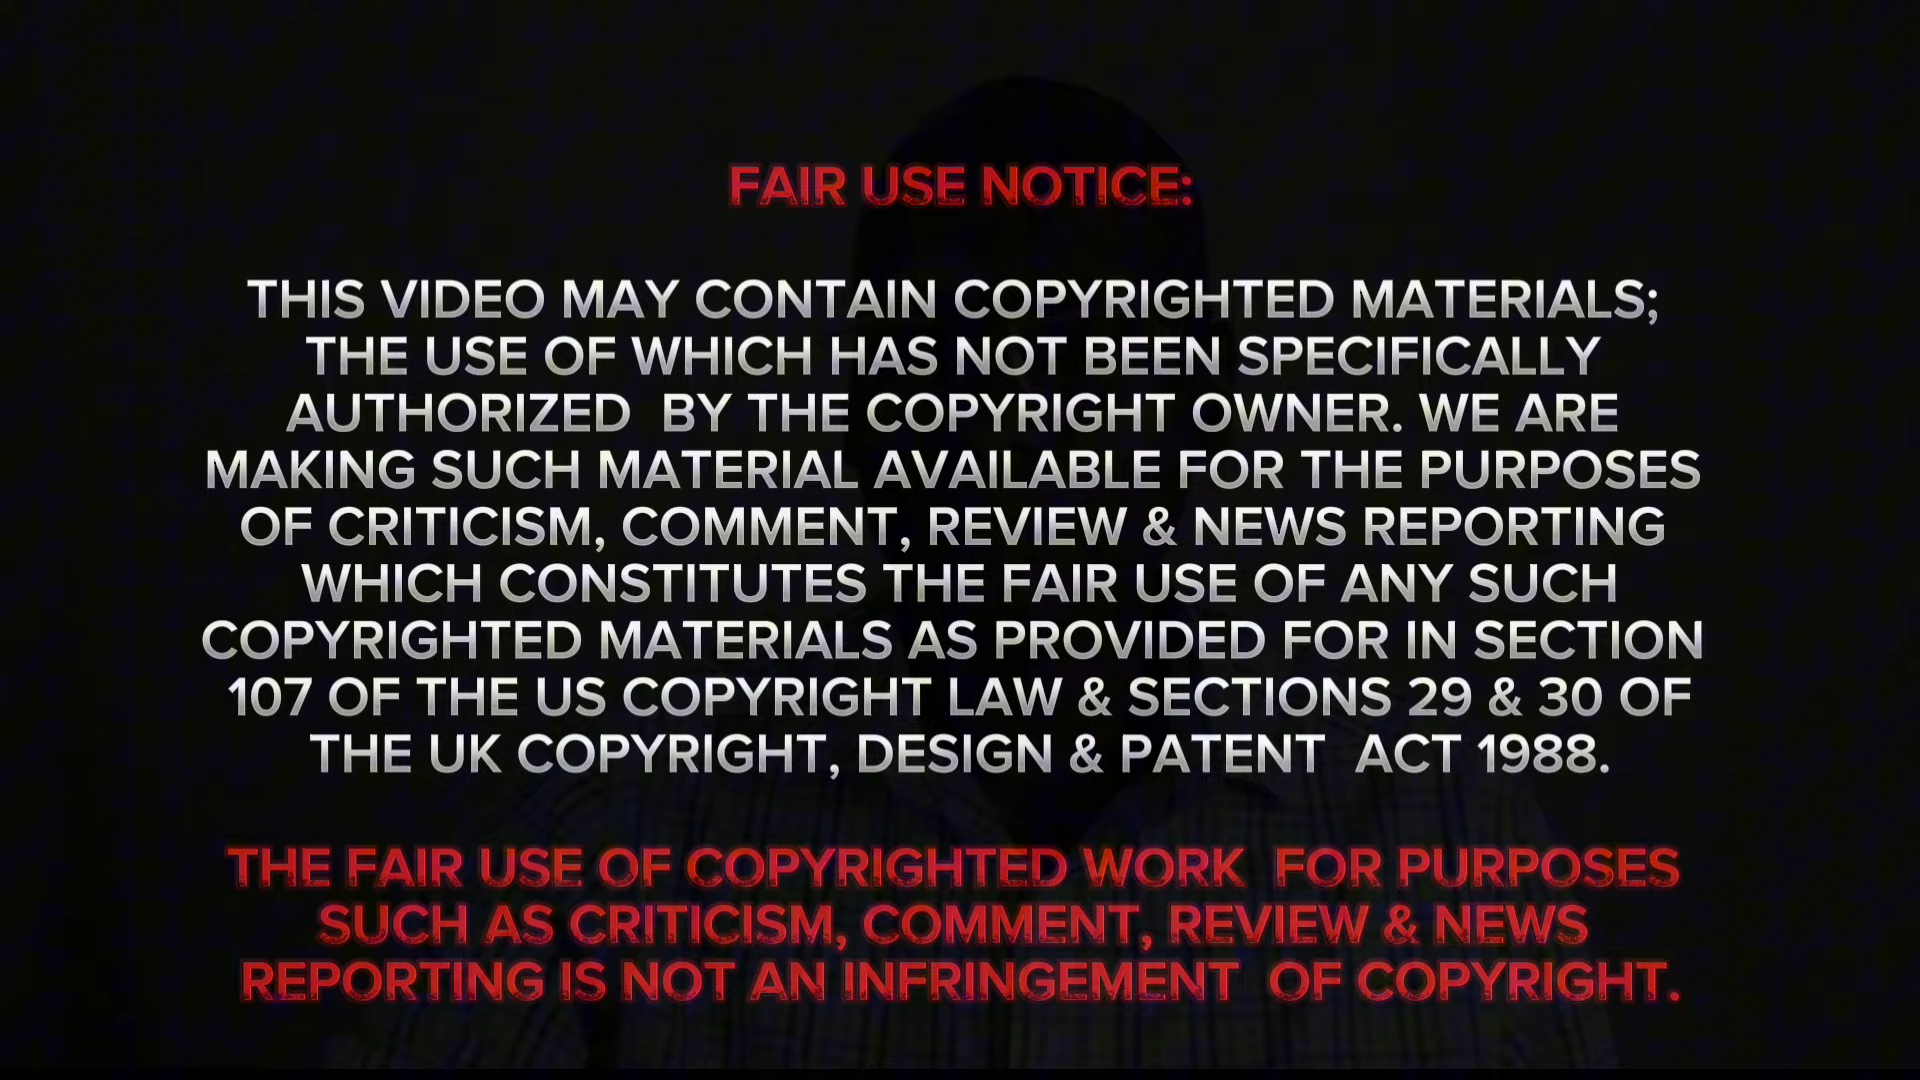 FAIR USE NOTICE:
THIS VIDEO MAY CONTAIN COPYRIGHTED MATERIALS;
THE USE OF WHICH HAS NOT BEEN SPECIFICALLY
AUTHORIZED  BY THE COPYRIGHT OWNER. WE ARE
MAKING SUCH MATERIAL AVAILABLE FOR THE PURPOSES
OF CRITICISM, COMMENT, REVIEW & NEWS REPORTING
WHICH CONSTITUTES THE FAIR USE OF ANY SUCH
COPYRIGHTED MATERIALS AS PROVIDED FOR IN SECTION
107 OF THE US COPYRIGHT LAW & SECTIONS 29 & 30 OF
THE UK COPYRIGHT, DESIGN & PATENT  ACT 1988.
THE FAIR USE OF COPYRIGHTED WORK  FOR PURPOSES
SUCH AS CRITICISM, COMMENT, REVIEW & NEWS
REPORTING IS NOT AN INFRINGEMENT  OF COPYRIGHT.